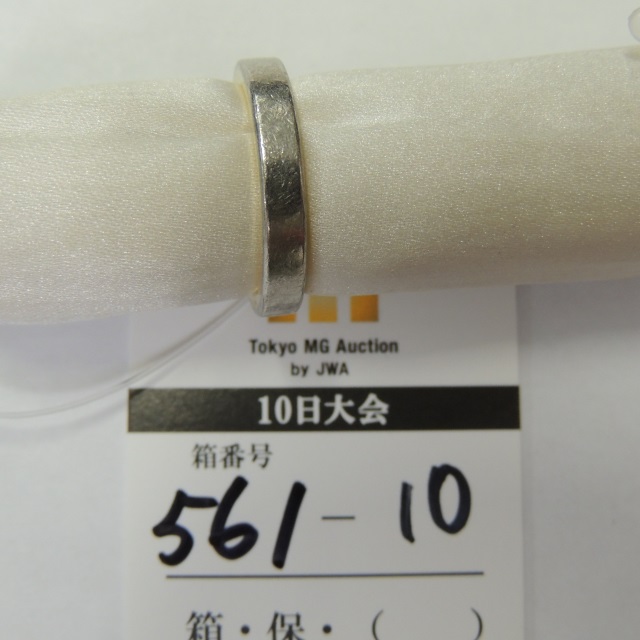 Tokyo MG Auction
by JWA
10日大会
箱番号
561-10
箱・保・（　　）